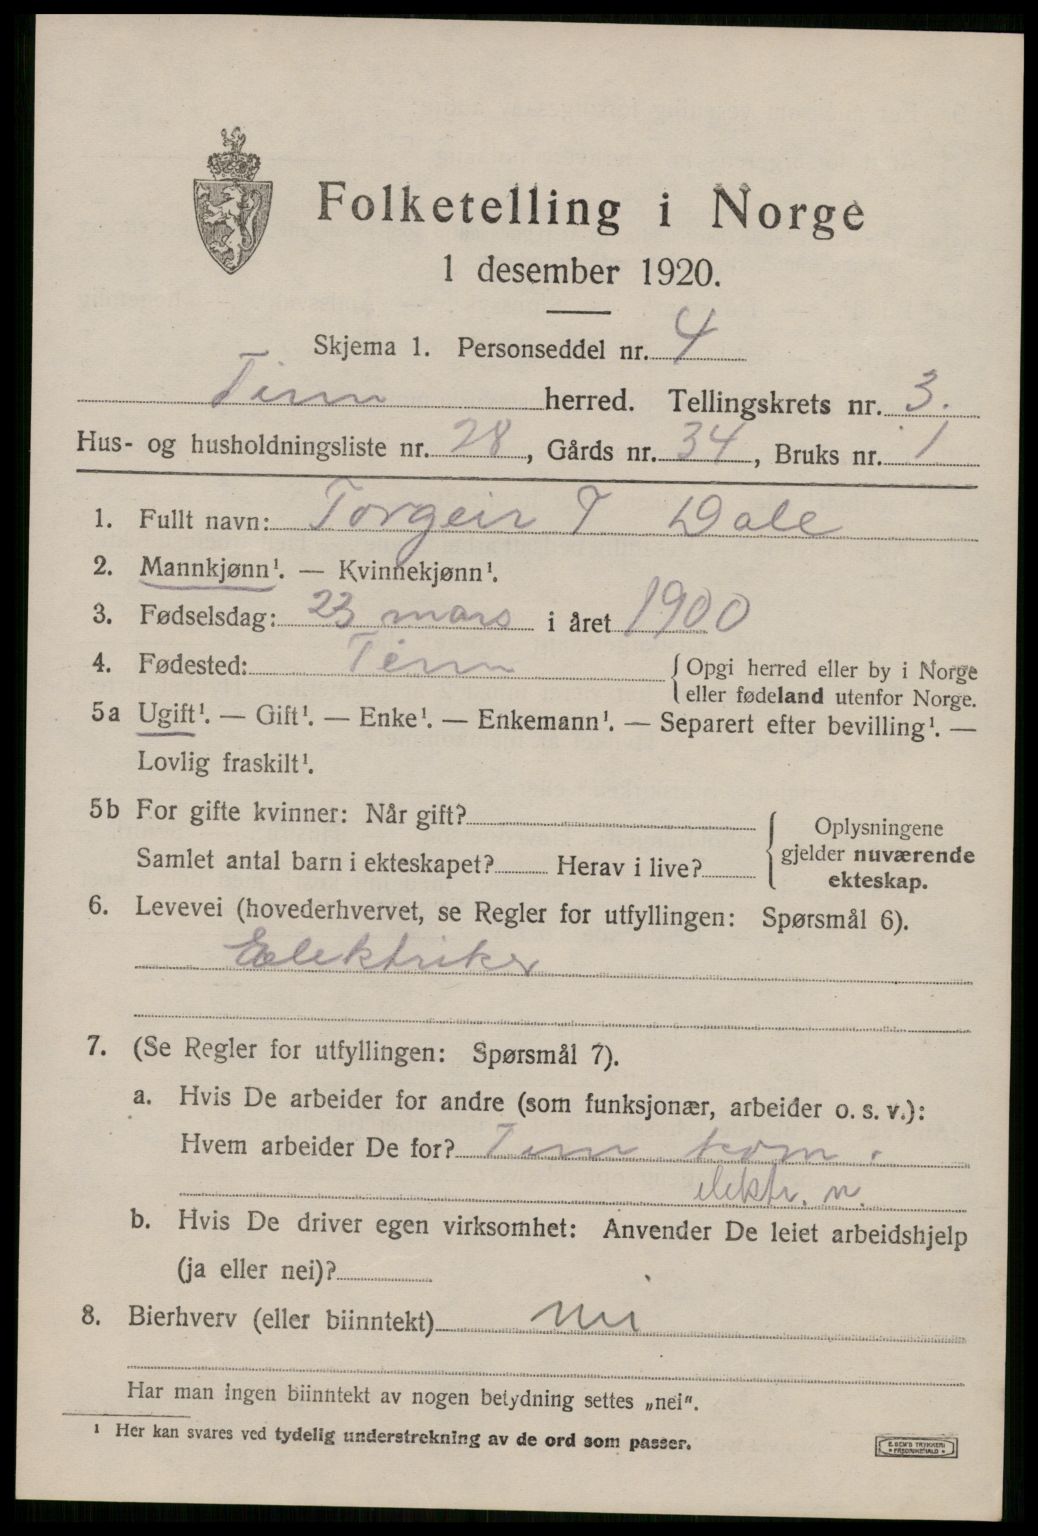 Folketelling i Norge
1 desember 1920.
Skjema 1. Personseddel nr. 4
Tinn herred. Tellingskrets nr. 3.
Hus- og husholdningsliste nr. 28, Gårds nr. 34, Bruks nr. 1
1. Fullt navn: Torgeir T Dale
2. Mannkjønn¹. — Kvinnekjønn¹.
3. Fødselsdag: 23 mars i året 1900
4. Fødested: Tinn {Opgi herred eller by i Norge
eller fødeland utenfor Norge.
5a Ugift¹. — Gift¹. — Enke¹. — Enkemann¹. — Separert efter bevilling¹. —
Lovlig fraskilt¹.
5b For gifte kvinner: Når gift?
Samlet antal barn i ekteskapet? Herav i live?
Oplysningene
gjelder nuværende
ekteskap.
6. Levevei (hovederhvervet, se Regler for utfyllingen: Spørsmål 6).
Elektriker
7. (Se Regler for utfyllingen: Spørsmål 7).
a. Hvis De arbeider for andre (som funksjonær, arbeider o. s. v.):
Hvem arbeider De for? Tinn kom.
elektr. v.
b. Hvis De driver egen virksomhet: Anvender De leiet arbeidshjelp
(ja eller nei)?
8. Bierhverv (eller biinntekt) nei
Har man ingen biinntekt av nogen betydning settes „nei".
¹ Her kan svares ved tydelig understrekning av de ord som passer.
E. SEM'S TRYKKERI
FREDRIKSHALD